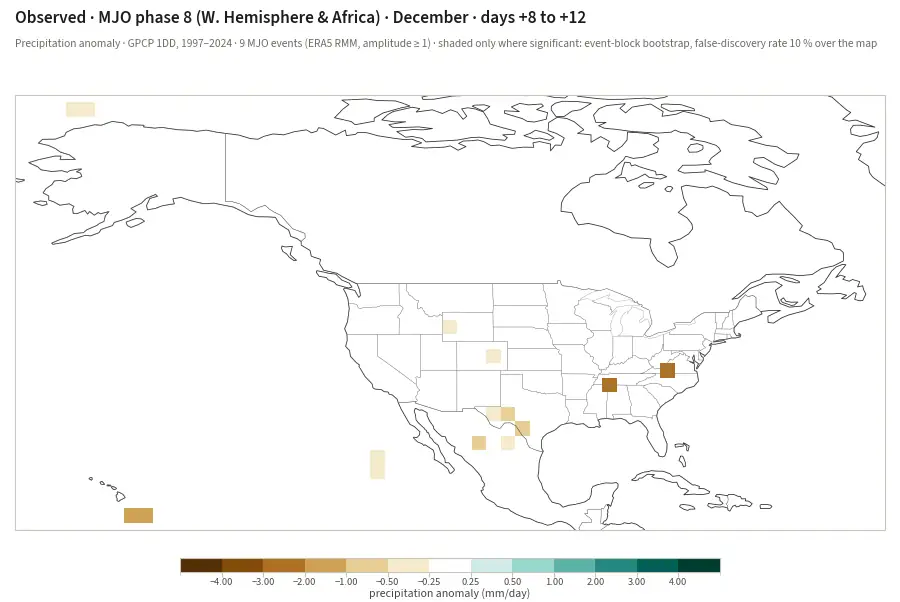 Observed · MJO phase 8 (W. Hemisphere & Africa) · December · days +8 to +12
Precipitation anomaly · GPCP 1DD, 1997–2024 · 9 MJO events (ERA5 RMM, amplitude ≥ 1) · shaded only where significant: event-block bootstrap, false-discovery rate 10 % over the map
−4.00 −3.00 −2.00 −1.00 −0.50 −0.25 0.25 0.50 1.00 2.00 3.00 4.00
precipitation anomaly (mm/day)